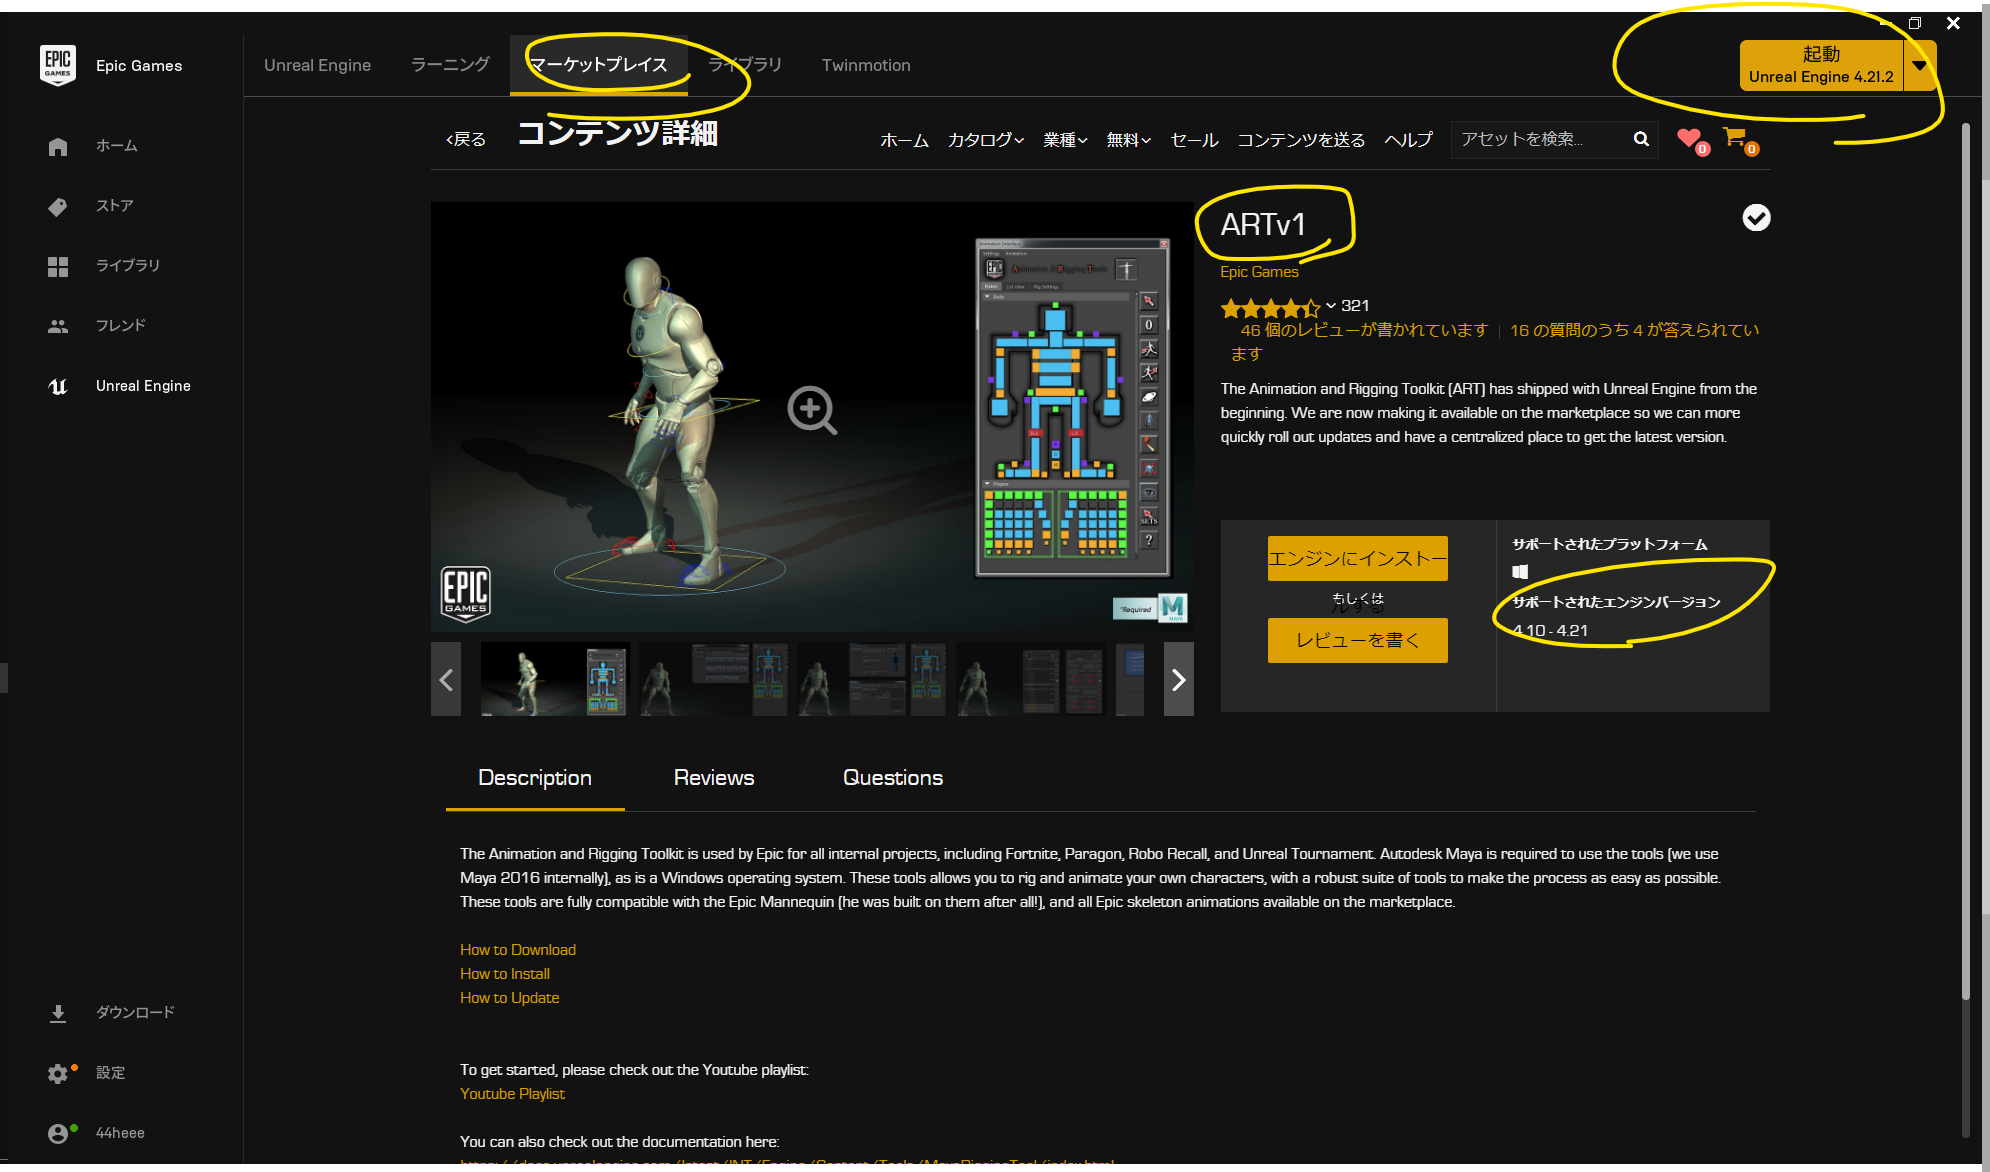 EPIC GAMES
Epic Games
Unreal Engine
ラーニング
マーケットプレイス
ライブラリ
Twinmotion
起動
Unreal Engine 4.21.2
ホーム
ストア
ライブラリ
フレンド
Unreal Engine
ダウンロード
設定
44heee
‹戻る
コンテンツ詳細
ホーム
カタログ
業種
無料
セール
コンテンツを送る
ヘルプ
アセットを検索...
0
0
Animation & Rigging Tools
EPIC GAMES
*Required
M
MAYA
ARTv1
Epic Games
321
46 個のレビューが書かれています | 16 の質問のうち 4 が答えられてい
ます
The Animation and Rigging Toolkit (ART) has shipped with Unreal Engine from the
beginning. We are now making it available on the marketplace so we can more
quickly roll out updates and have a centralized place to get the latest version.
エンジンにインストー
ルする
もしくは
レビューを書く
サポートされたプラットフォーム
サポートされたエンジンバージョン
4.10 - 4.21
Description
Reviews
Questions
The Animation and Rigging Toolkit is used by Epic for all internal projects, including Fortnite, Paragon, Robo Recall, and Unreal Tournament. Autodesk Maya is required to use the tools (we use
Maya 2016 internally), as is a Windows operating system. These tools allows you to rig and animate your own characters, with a robust suite of tools to make the process as easy as possible.
These tools are fully compatible with the Epic Mannequin (he was built on them after all!), and all Epic skeleton animations available on the marketplace.
How to Download
How to Install
How to Update
To get started, please check out the Youtube playlist:
Youtube Playlist
You can also check out the documentation here: